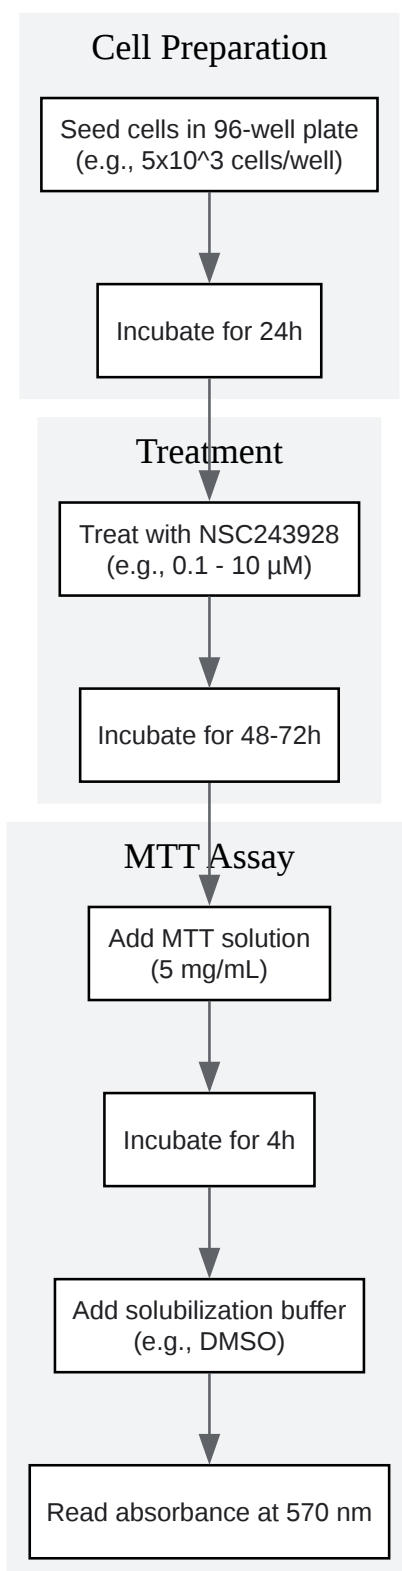 Cell Preparation
Seed cells in 96-well plate
(e.g., 5x10^3 cells/well)
Incubate for 24h
Treatment
Treat with NSC243928
(e.g., 0.1 - 10 µM)
Incubate for 48-72h
MTT Assay
Add MTT solution
(5 mg/mL)
Incubate for 4h
Add solubilization buffer
(e.g., DMSO)
Read absorbance at 570 nm